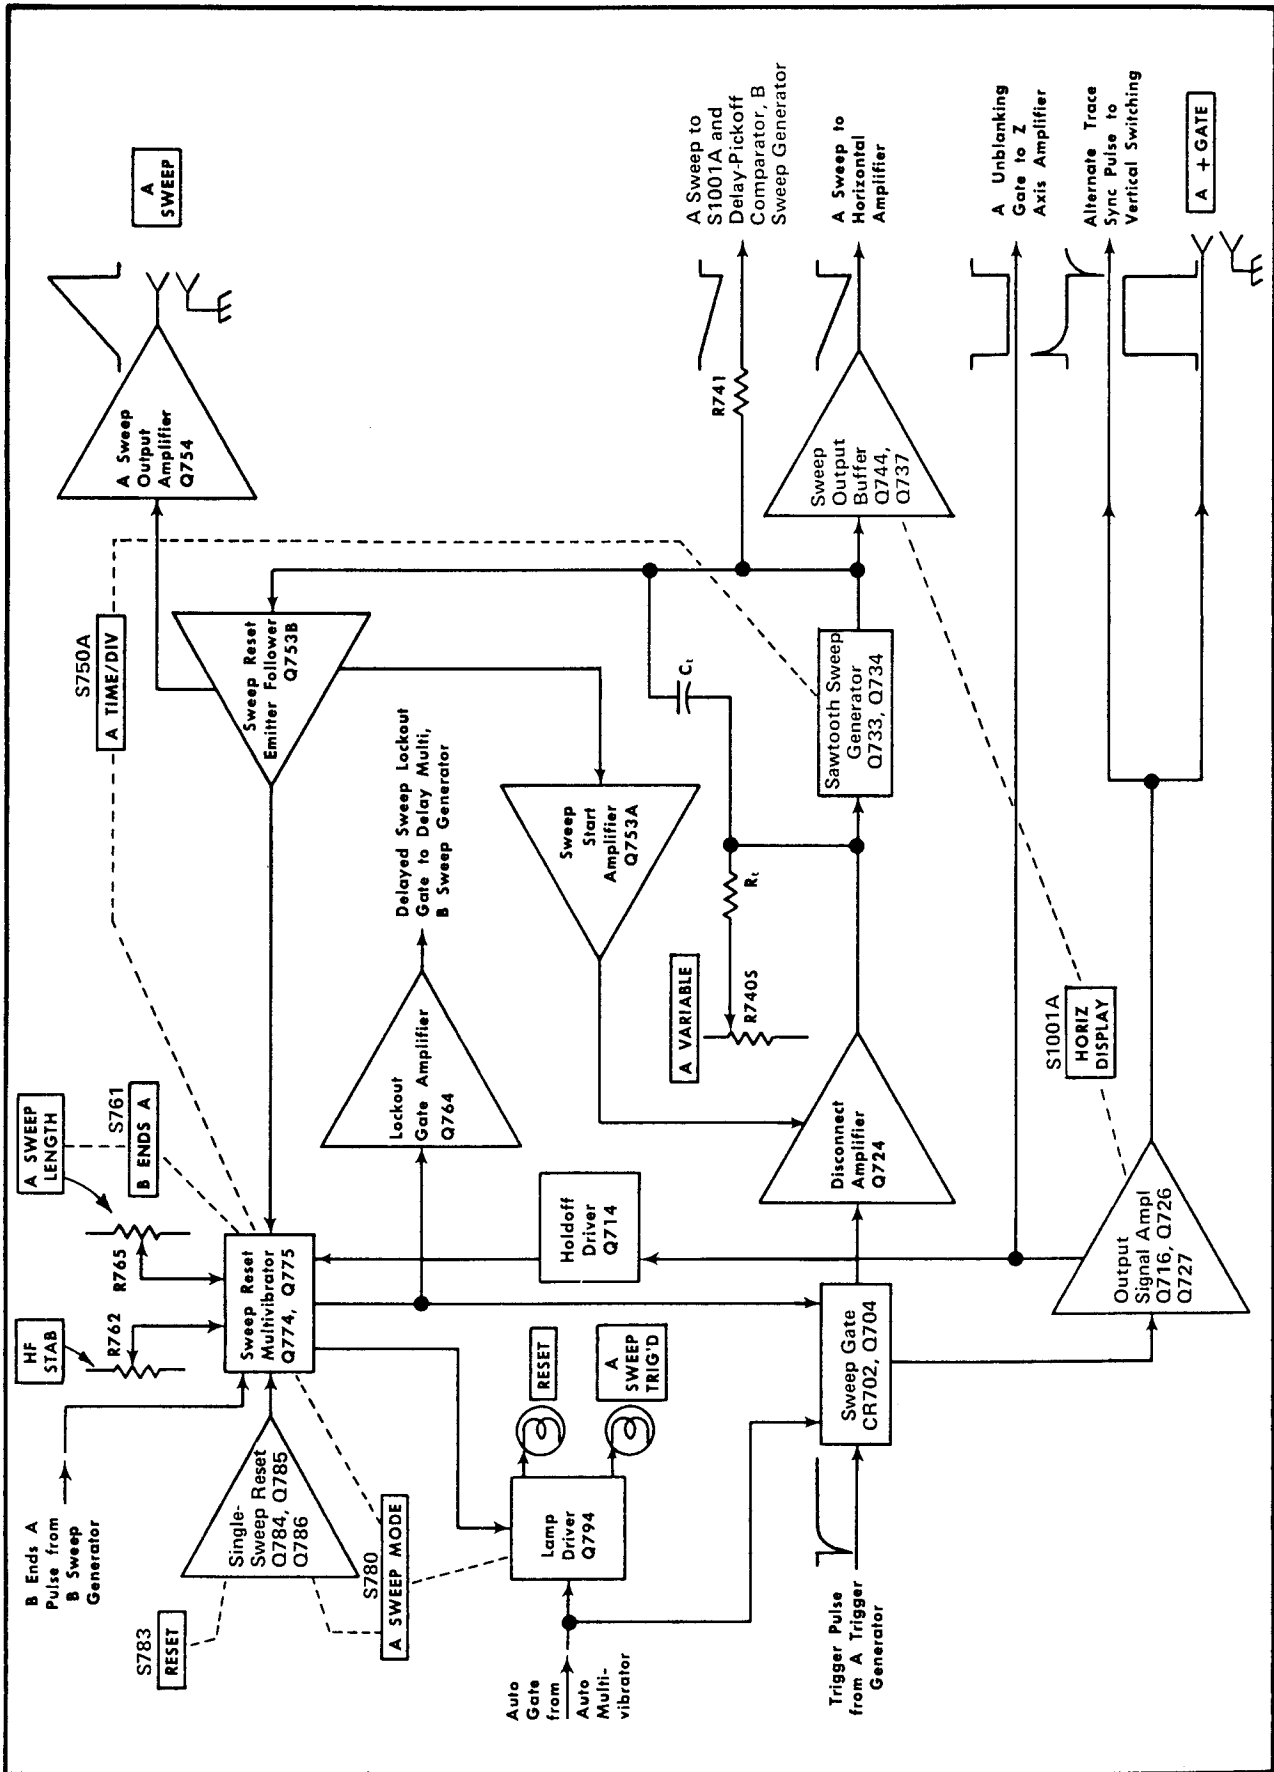 B Ends A
Pulse from
B Sweep
Generator
S783
RESET
Single-
Sweep Reset
Q784, Q785
Q786
S780
A SWEEP MODE
HF
STAB
R762
A SWEEP
LENGTH
R765
S761
B ENDS A
Sweep Reset
Multivibrator
Q774, Q775
S750A
A TIME/DIV
Sweep Reset
Emitter Follower
Q753B
A Sweep
Output
Amplifier
Q754
A
SWEEP
Lockout
Gate Amplifier
Q764
Delayed Sweep Lockout
Gate to Delay Multi,
B Sweep Generator
Auto
Gate
from
Auto
Multi-
vibrator
Lamp
Driver
Q794
RESET
A
SWEEP
TRIG'D
Holdoff
Driver
Q714
Sweep
Start
Amplifier
Q753A
A VARIABLE
R740S
Rt
Ct
R741
A Sweep to
S1001A and
Delay-Pickoff
Comparator, B
Sweep Generator
Trigger Pulse
from A Trigger
Generator
Sweep Gate
CR702, Q704
Disconnect
Amplifier
Q724
Sawtooth Sweep
Generator
Q733, Q734
Sweep
Output
Buffer
Q744,
Q737
A Sweep to
Horizontal
Amplifier
Output
Signal Ampl
Q716, Q726
Q727
S1001A
HORIZ
DISPLAY
A Unblanking
Gate to Z
Axis Amplifier
Alternate Trace
Sync Pulse to
Vertical Switching
A +GATE